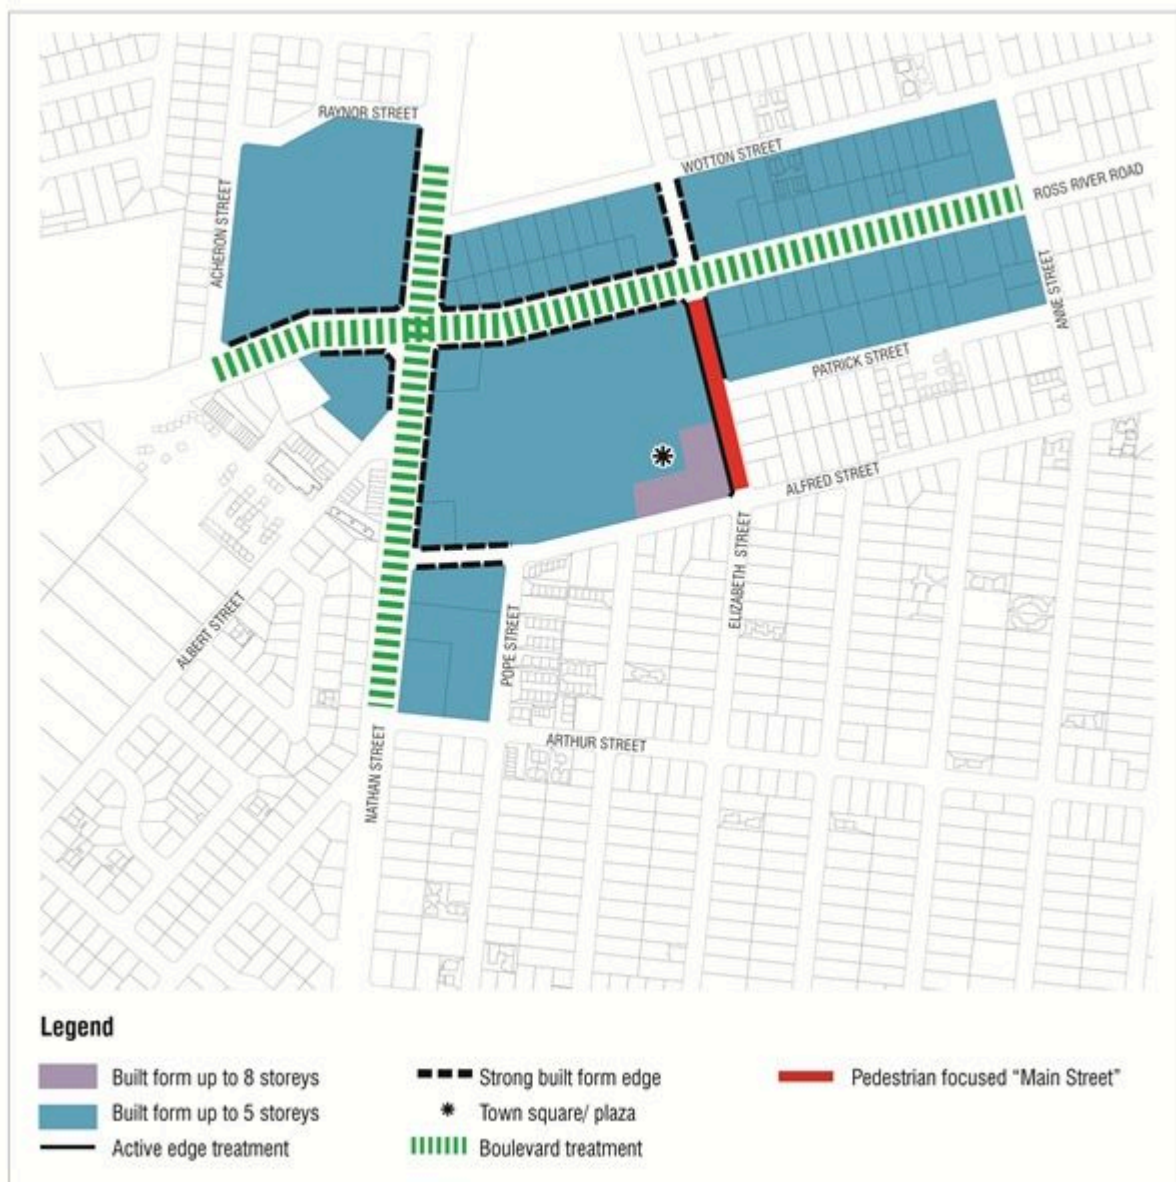 RAYNOR STREET
WOTTON STREET
ROSS RIVER ROAD
ACHERON STREET
ANNE STREET
PATRICK STREET
ALFRED STREET
ELIZABETH STREET
ALBERT STREET
POPE STREET
ARTHUR STREET
NATHAN STREET
Legend
Built form up to 8 storeys
Built form up to 5 storeys
Active edge treatment
Strong built form edge
Town square/ plaza
Boulevard treatment
Pedestrian focused “Main Street”